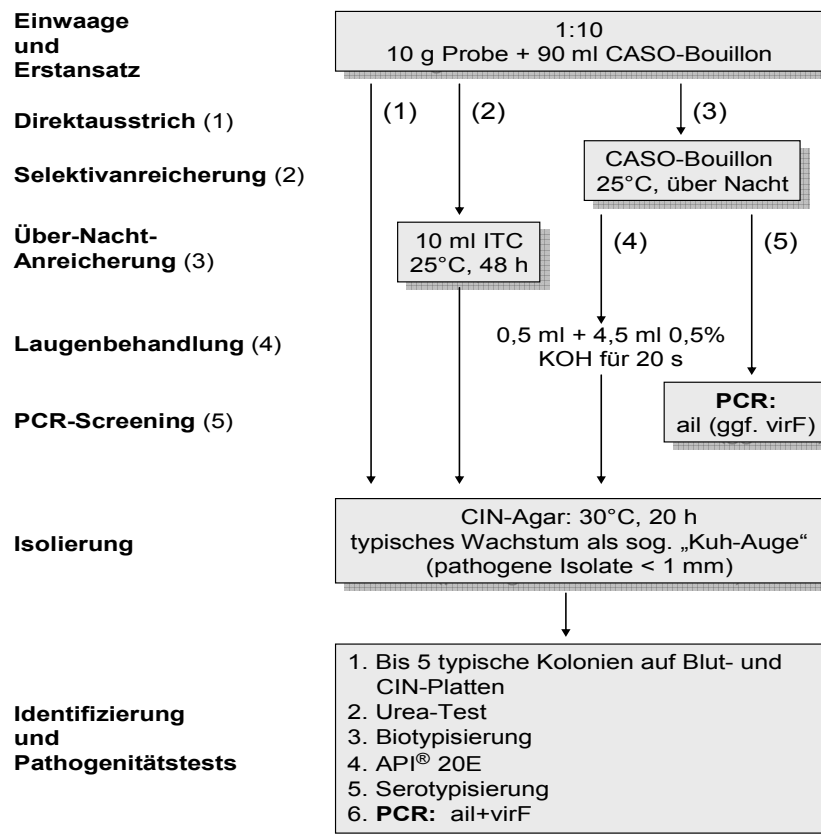 Einwaage
und
Erstansatz
1:10
10 g Probe + 90 ml CASO-Bouillon
Direktausstrich (1)
(1)
(2)
(3)
Selektivanreicherung (2)
CASO-Bouillon
25°C, über Nacht
Über-Nacht-
Anreicherung (3)
10 ml ITC
25°C, 48 h
(4)
(5)
Laugenbehandlung (4)
0,5 ml + 4,5 ml 0,5%
KOH für 20 s
PCR-Screening (5)
PCR:
ail (ggf. virF)
Isolierung
CIN-Agar: 30°C, 20 h
typisches Wachstum als sog. „Kuh-Auge“
(pathogene Isolate < 1 mm)
Identifizierung
und
Pathogenitätstests
1. Bis 5 typische Kolonien auf Blut- und
CIN-Platten
2. Urea-Test
3. Biotypisierung
4. API® 20E
5. Serotypisierung
6. PCR: ail+virF